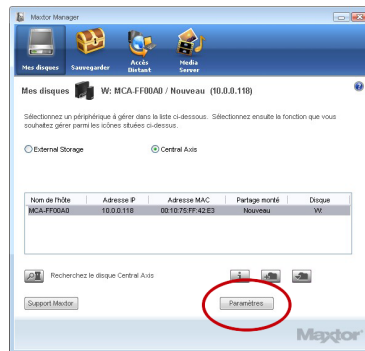 Maxtor Manager
Mes disques Sauvegarder Accès Distant Media Server
Mes disques W: MCA-FF00A0 / Nouveau (10.0.0.118)
Sélectionnez un périphérique à gérer dans la liste ci-dessous. Sélectionnez ensuite la fonction que vous
souhaitez gérer parmi les icônes situées ci-dessus.
External Storage Central Axis
Nom de l'hôte Adresse IP Adresse MAC Partage monté Disque
MCA-FF00A0 10.0.0.118 00:10:75:FF:42:E3 Nouveau W:
Recherchez le disque Central Axis
Support Maxtor Paramètres
Maxtor